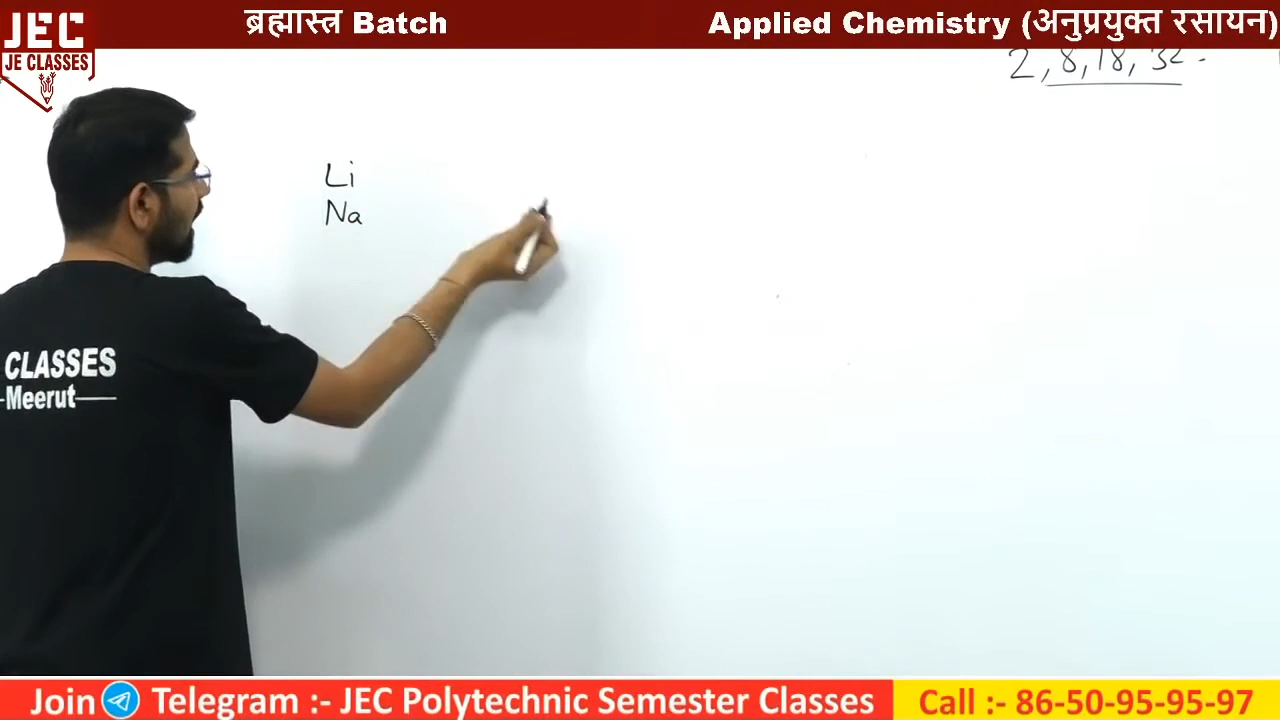 JEC
JE CLASSES
ब्रह्मास्त्र Batch
Applied Chemistry (अनुप्रयुक्त रसायन)
2, 8, 18, 32 -
Li
Na
CLASSES
Meerut
Join Telegram :- JEC Polytechnic Semester Classes
Call :- 86-50-95-95-97